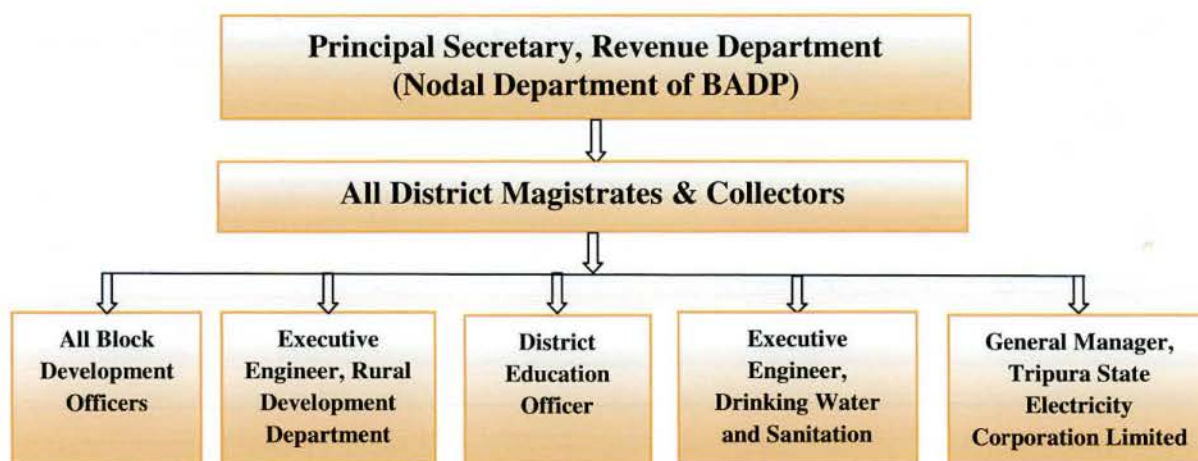 Principal Secretary, Revenue Department
(Nodal Department of BADP)
All District Magistrates & Collectors
All Block
Development
Officers
Executive
Engineer, Rural
Development
Department
District
Education
Officer
Executive
Engineer,
Drinking Water
and Sanitation
General Manager,
Tripura State
Electricity
Corporation Limited